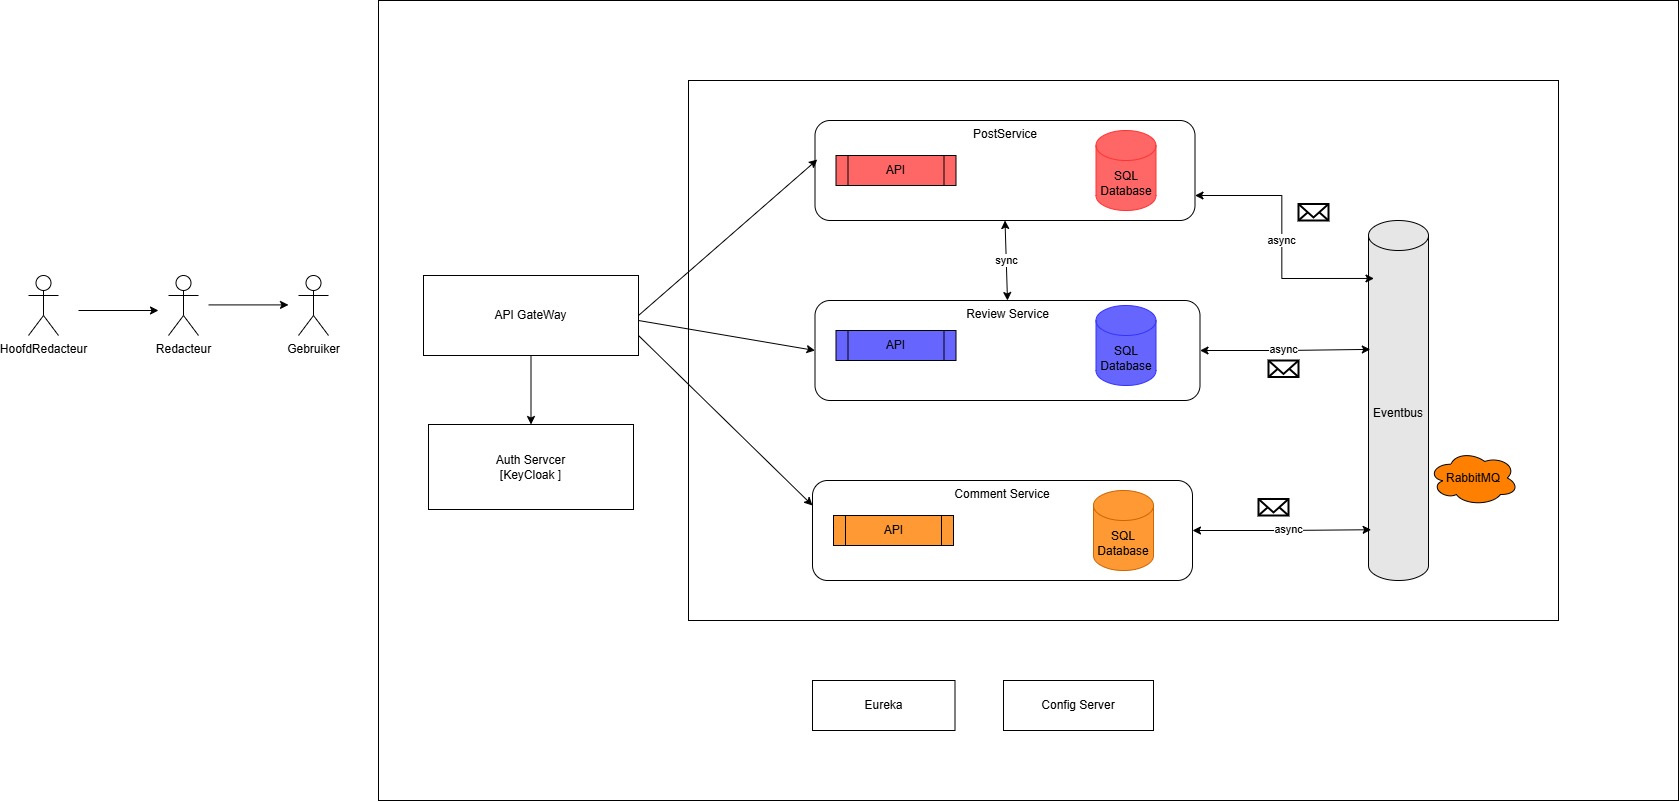 PostService
API
SQL
Database
async
sync
HoofdRedacteur
Redacteur
Gebruiker
API GateWay
Review Service
API
SQL
Database
async
Eventbus
Auth Servcer
[KeyCloak ]
RabbitMQ
Comment Service
API
SQL
Database
async
Eureka
Config Server